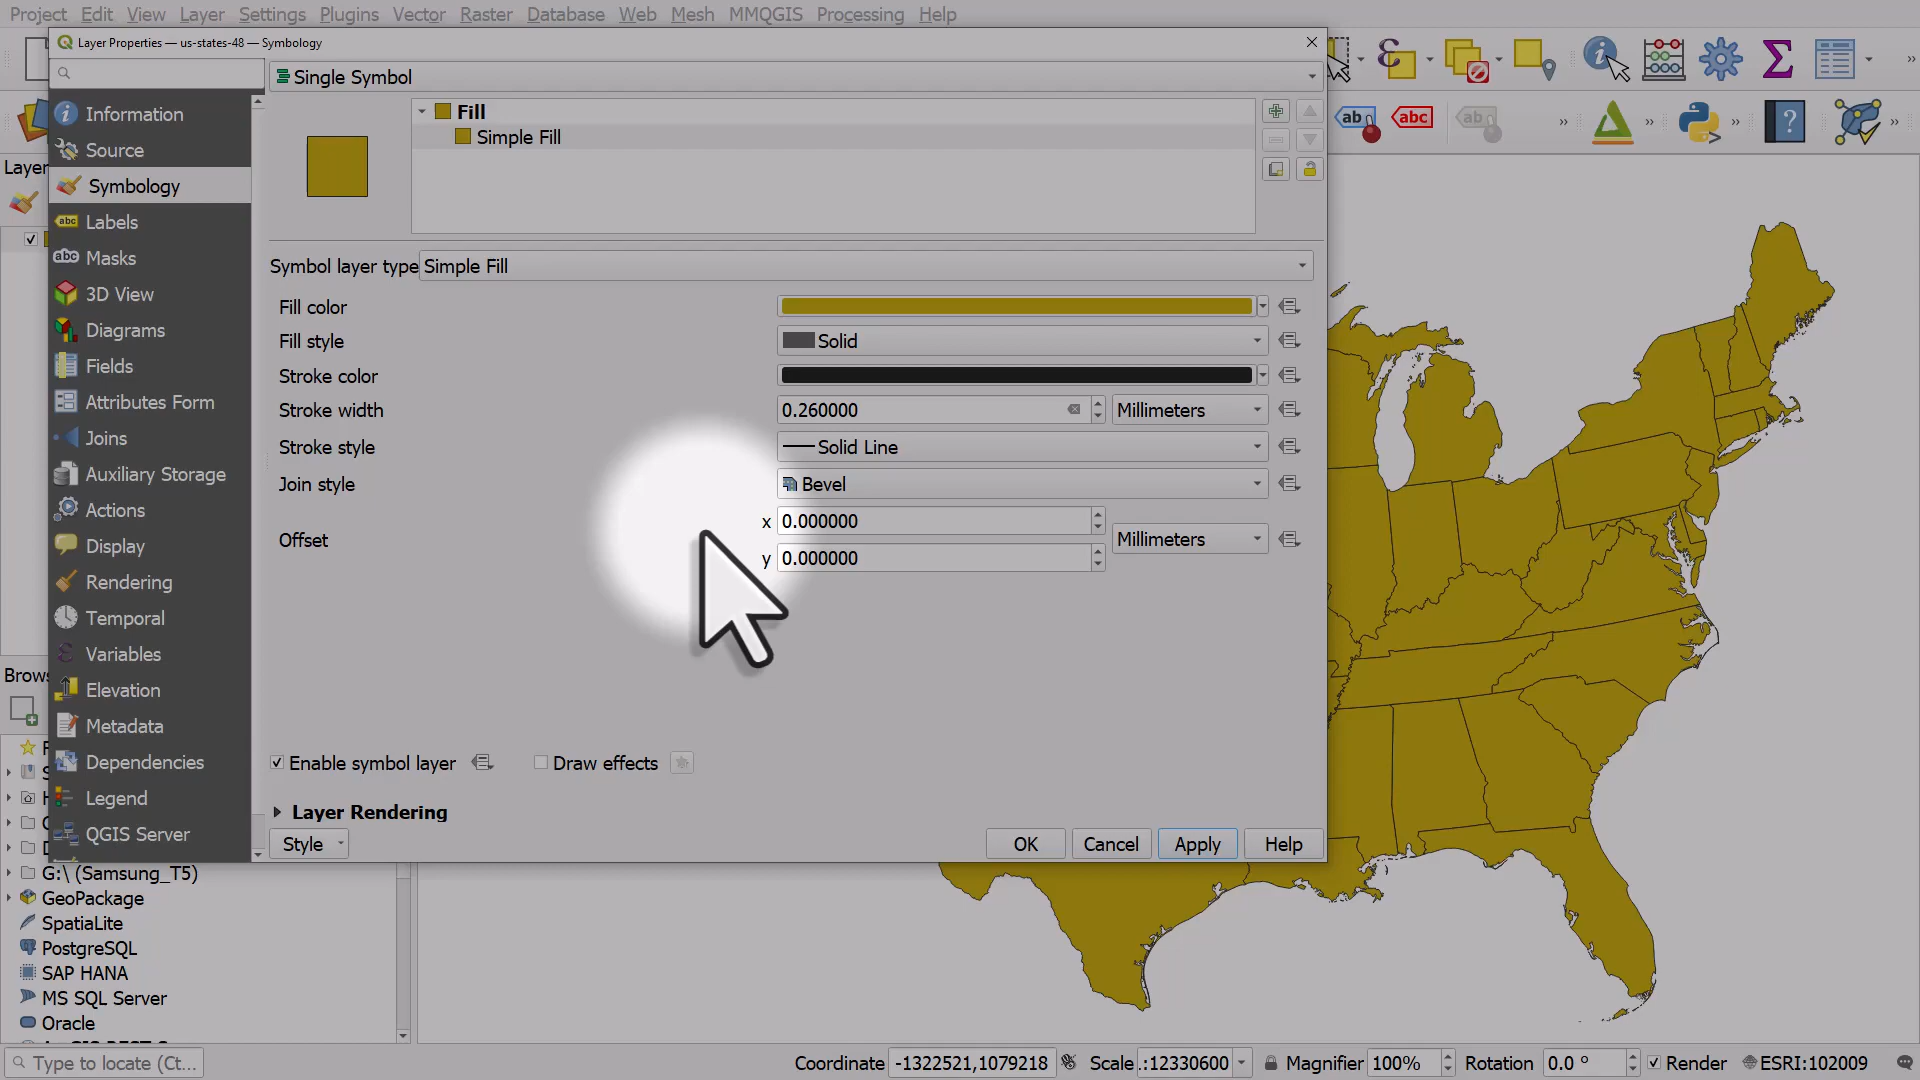 Project Edit View Layer Settings Plugins Vector Raster Database Web Mesh MMQGIS Processing Help
Layer Properties — us-states-48 — Symbology
Single Symbol
Information
Source
Symbology
Labels
Masks
3D View
Diagrams
Fields
Attributes Form
Joins
Auxiliary Storage
Actions
Display
Rendering
Temporal
Variables
Elevation
Metadata
Dependencies
Legend
QGIS Server
Fill
Simple Fill
Symbol layer type Simple Fill
Fill color
Fill style Solid
Stroke color
Stroke width 0.260000 Millimeters
Stroke style Solid Line
Join style Bevel
Offset x 0.000000 Millimeters
y 0.000000
Enable symbol layer Draw effects
Layer Rendering
Style OK Cancel Apply Help
ab abc ab
Layer
Brows
G:\ (Samsung_T5)
GeoPackage
SpatiaLite
PostgreSQL
SAP HANA
MS SQL Server
Oracle
Type to locate (Ct... Coordinate -1322521,1079218 Scale .:12330600 Magnifier 100% Rotation 0.0 ° Render ESRI:102009